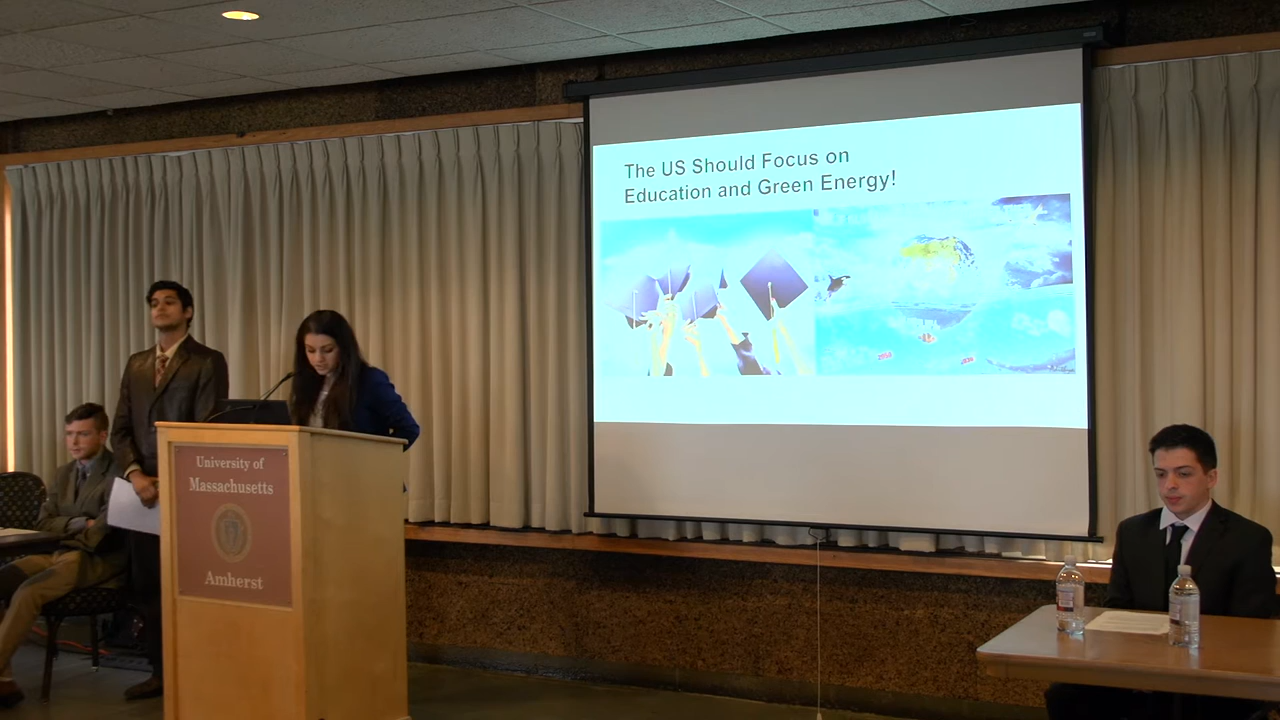 The US Should Focus on
Education and Green Energy!
University of
Massachusetts
Amherst